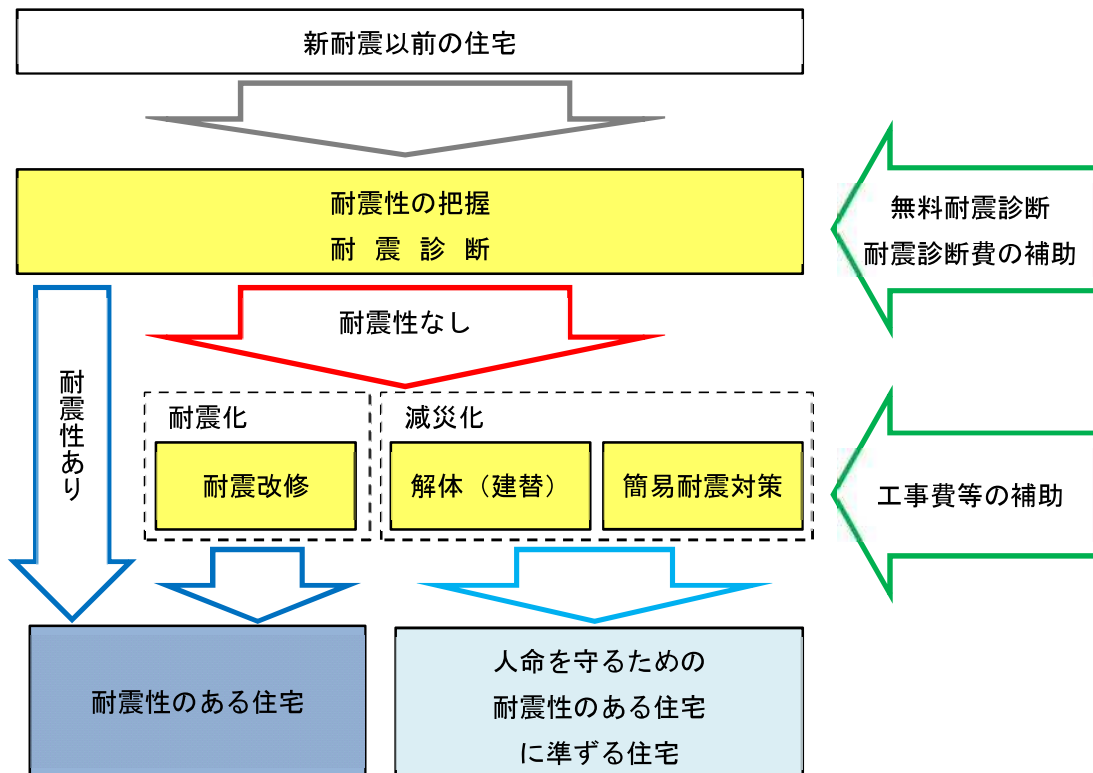 新耐震以前の住宅
耐震性の把握
耐震診断
無料耐震診断
耐震診断費の補助
耐震性なし
耐震性あり
耐震化
減災化
耐震改修
解体（建替）
簡易耐震対策
工事費等の補助
耐震性のある住宅
人命を守るための
耐震性のある住宅
に準ずる住宅